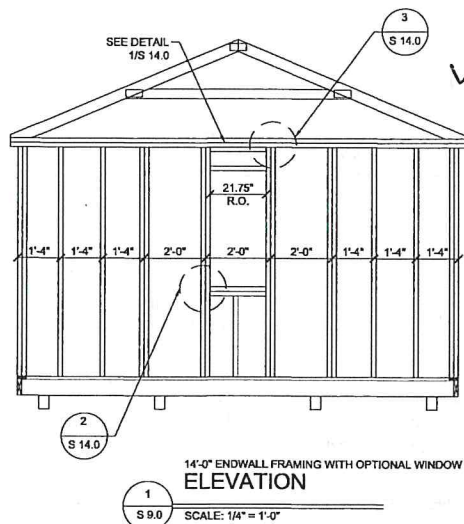 3
S 14.0
SEE DETAIL
1/S 14.0
21.75"
R.O.
1'-4" 1'-4" 1'-4" 2'-0" 2'-0" 2'-0" 1'-4" 1'-4" 1'-4"
2
S 14.0
14'-0" ENDWALL FRAMING WITH OPTIONAL WINDOW
ELEVATION
1
S 9.0
SCALE: 1/4" = 1'-0"